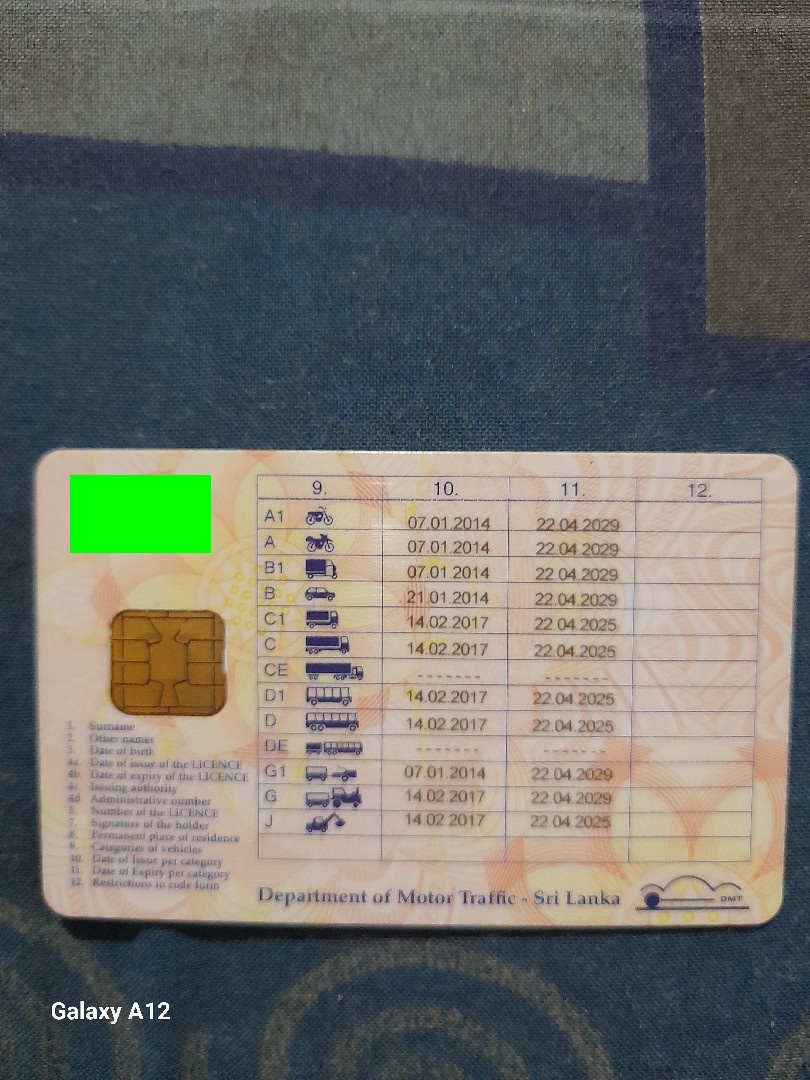 9. 10. 11. 12.
A1 07.01.2014 22.04.2029
A 07.01.2014 22.04.2029
B1 07.01.2014 22.04.2029
B 21.01.2014 22.04.2029
C1 14.02.2017 22.04.2025
C 14.02.2017 22.04.2025
CE ------ ------
D1 14.02.2017 22.04.2025
D 14.02.2017 22.04.2025
DE ------ ------
G1 07.01.2014 22.04.2029
G 14.02.2017 22.04.2029
J 14.02.2017 22.04.2025
1. Surname
2. Other names
3. Date of birth
4a. Date of issue of the LICENCE
4b. Date of expiry of the LICENCE
4c. Issuing authority
4d. Administrative number
5. Number of the LICENCE
7. Signature of the holder
8. Permanent place of residence
9. Categories of vehicles
10. Date of Issue per category
11. Date of Expiry per category
12. Restrictions in code form
Department of Motor Traffic - Sri Lanka
DMT
Galaxy A12